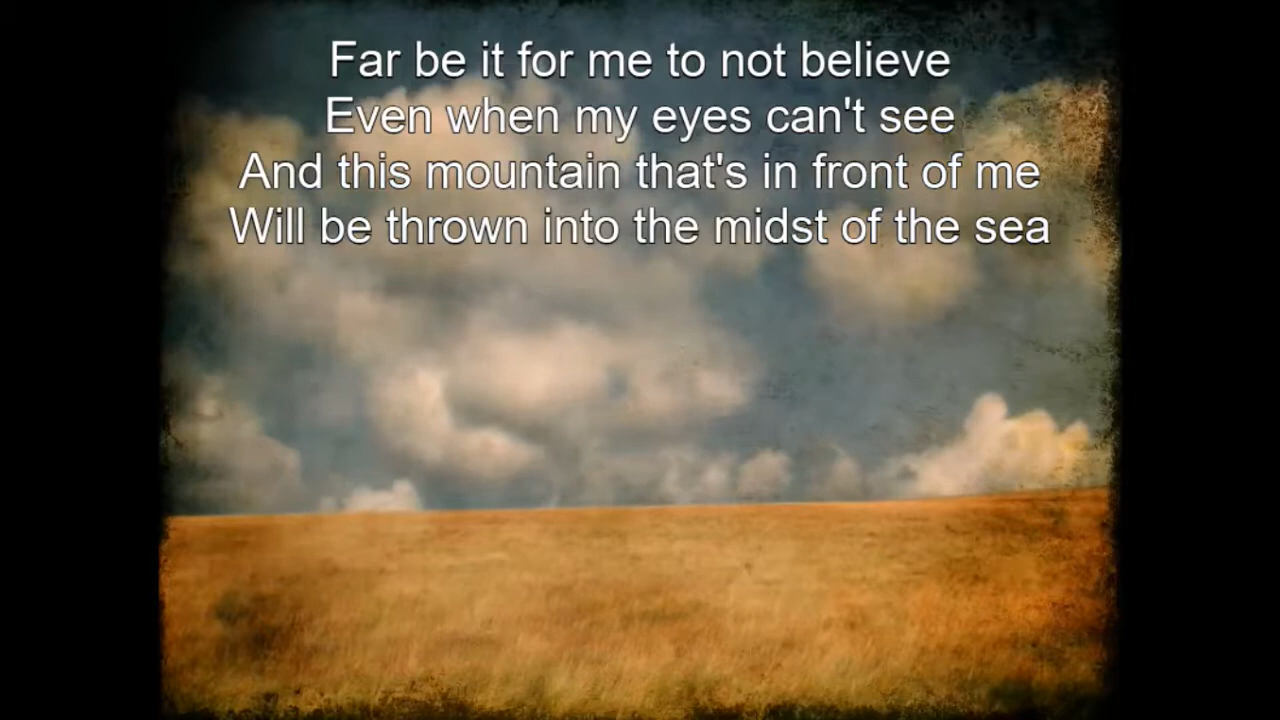 Far be it for me to not believe
Even when my eyes can't see
And this mountain that's in front of me
Will be thrown into the midst of the sea